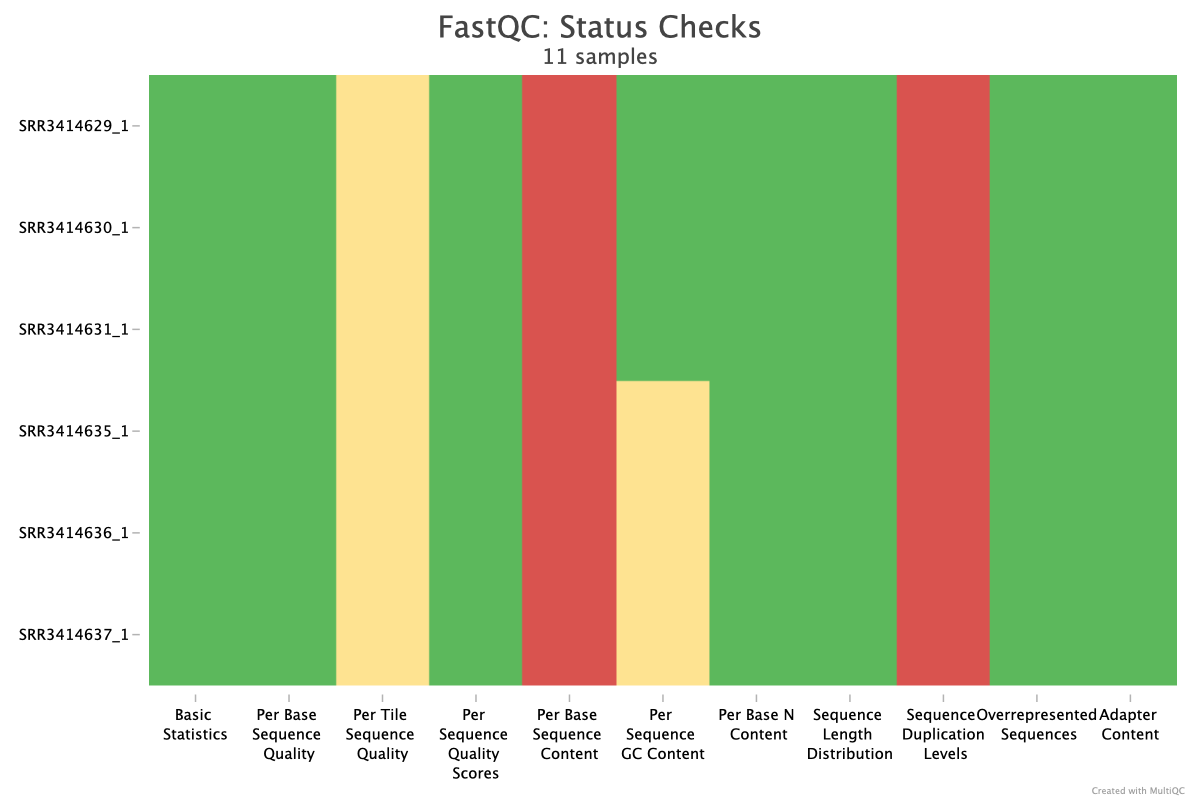 FastQC: Status Checks
11 samples
SRR3414629_1
SRR3414630_1
SRR3414631_1
SRR3414635_1
SRR3414636_1
SRR3414637_1
Basic
Statistics
Per Base
Sequence
Quality
Per Tile
Sequence
Quality
Per
Sequence
Quality
Scores
Per Base
Sequence
Content
Per
Sequence
GC Content
Per Base N
Content
Sequence
Length
Distribution
Sequence
Duplication
Levels
Overrepresented
Sequences
Adapter
Content
Created with MultiQC